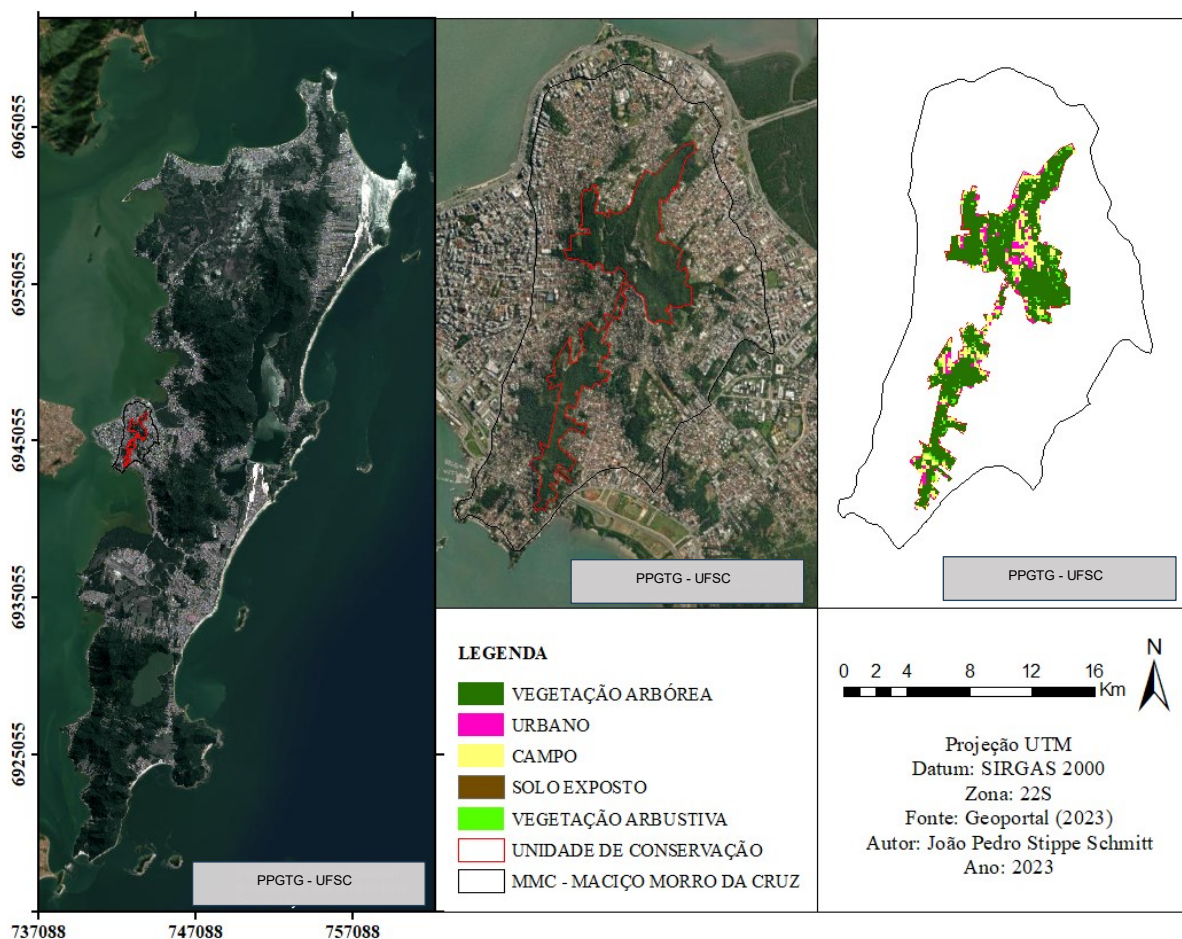 6965055
6955055
6945055
6935055
6925055
737088
747088
757088
PPGTG - UFSC
PPGTG - UFSC
PPGTG - UFSC
LEGENDA
VEGETAÇÃO ARBÓREA
URBANO
CAMPO
SOLO EXPOSTO
VEGETAÇÃO ARBUSTIVA
UNIDADE DE CONSERVAÇÃO
MMC - MACIÇO MORRO DA CRUZ
N
0 2 4 8 12 16
Km
Projeção UTM
Datum: SIRGAS 2000
Zona: 22S
Fonte: Geoportal (2023)
Autor: João Pedro Stippe Schmitt
Ano: 2023